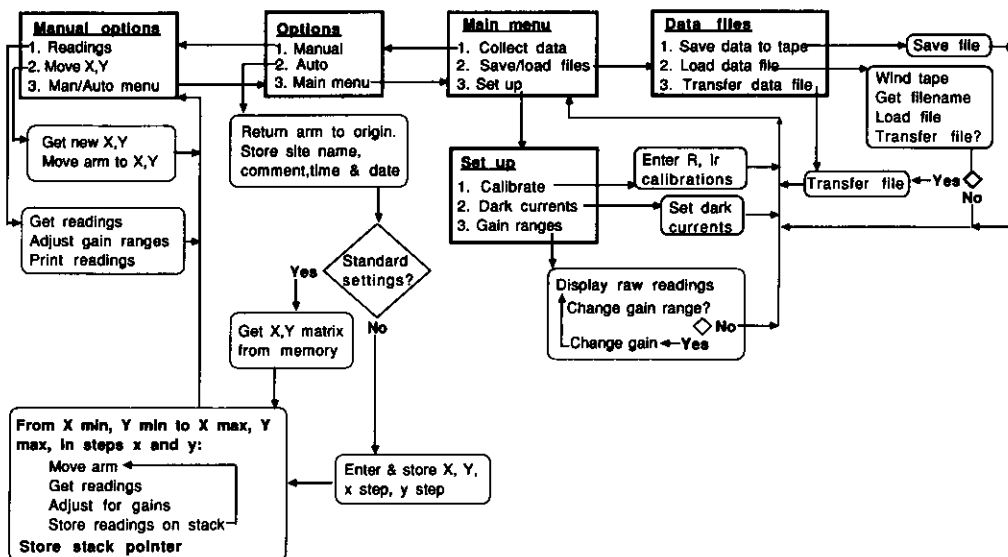 Manual options
1. Readings
2. Move X,Y
3. Man/Auto menu
Options
1. Manual
2. Auto
3. Main menu
Main menu
1. Collect data
2. Save/load files
3. Set up
Data files
1. Save data to tape
2. Load data file
3. Transfer data file
Save file
Wind tape
Get filename
Load file
Transfer file?
Yes
No
Transfer file
Get new X,Y
Move arm to X,Y
Get readings
Adjust gain ranges
Print readings
Return arm to origin.
Store site name,
comment,time & date
Standard
settings?
Yes
No
Get X,Y matrix
from memory
Set up
1. Calibrate
2. Dark currents
3. Gain ranges
Enter R, Ir
calibrations
Set dark
currents
Display raw readings
Change gain range?
No
Change gain
Yes
From X min, Y min to X max, Y
max, in steps x and y:
Move arm
Get readings
Adjust for gains
Store readings on stack
Store stack pointer
Enter & store X, Y,
x step, y step